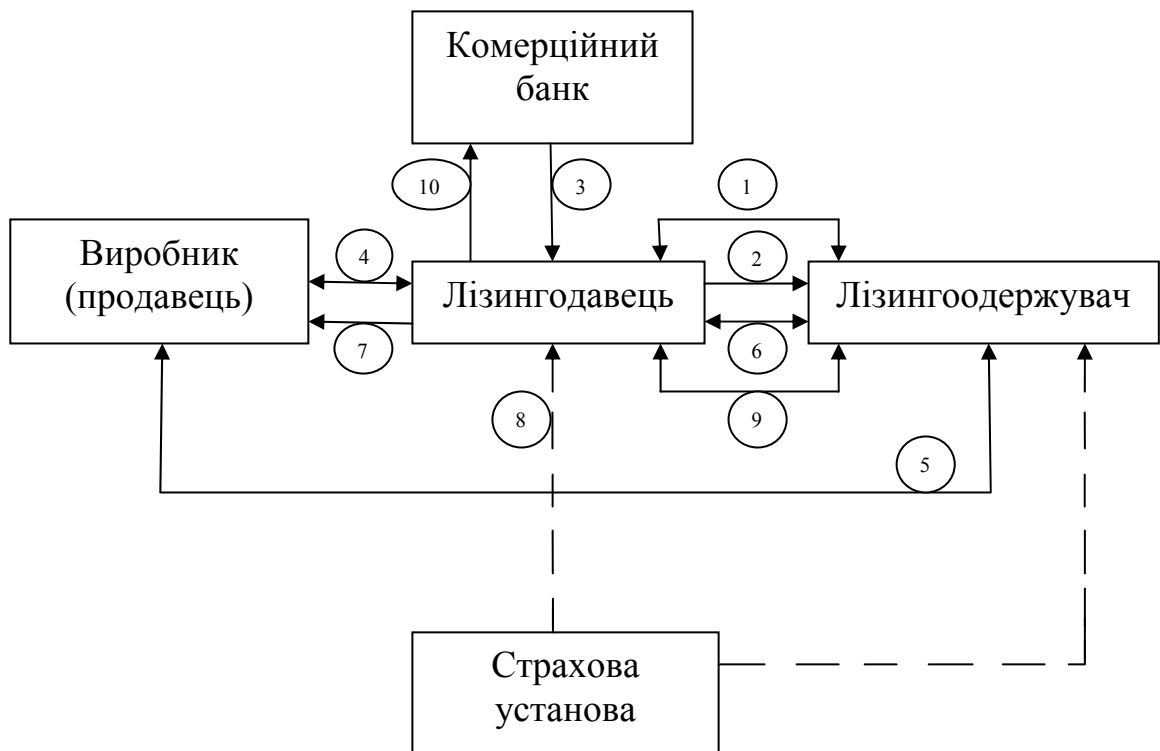 Комерційний
банк
10
3
1
Виробник
(продавець)
4
2
Лізингодавець
Лізингоодержувач
7
6
8
9
5
Страхова
установа